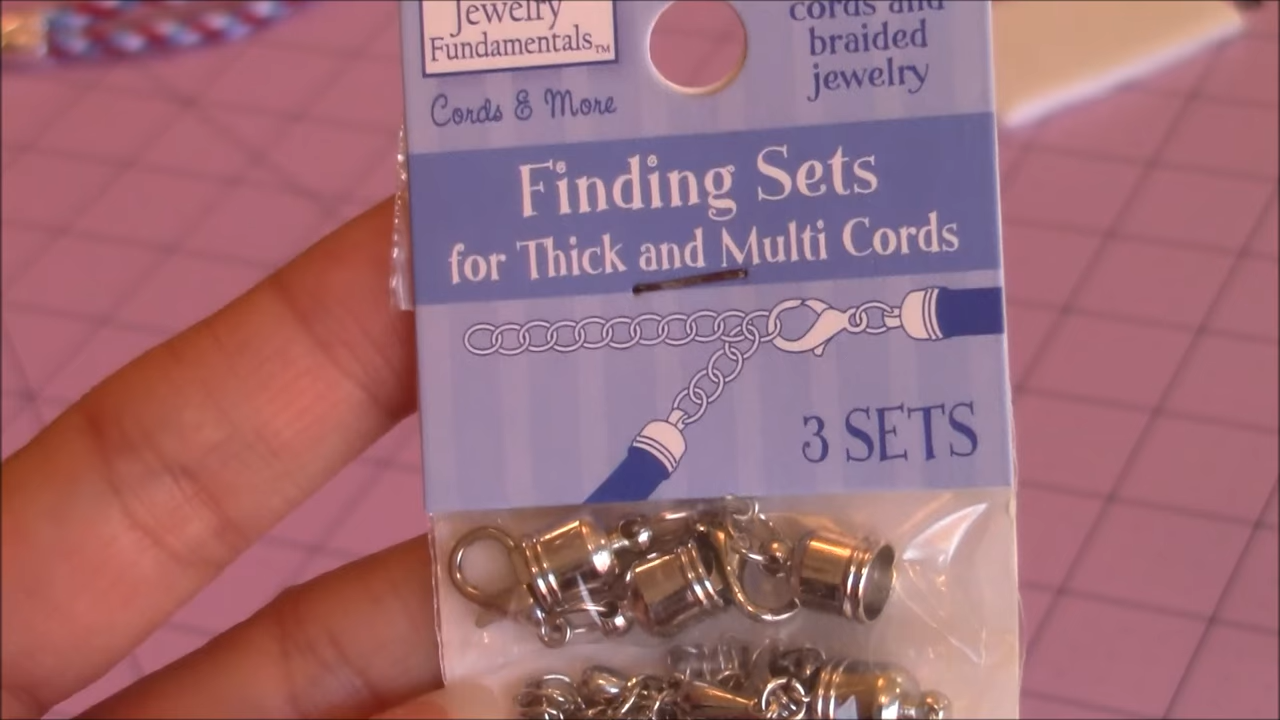 Jewelry
Fundamentals™
Cords & More
cords and
braided
jewelry
Finding Sets
for Thick and Multi Cords
3 SETS